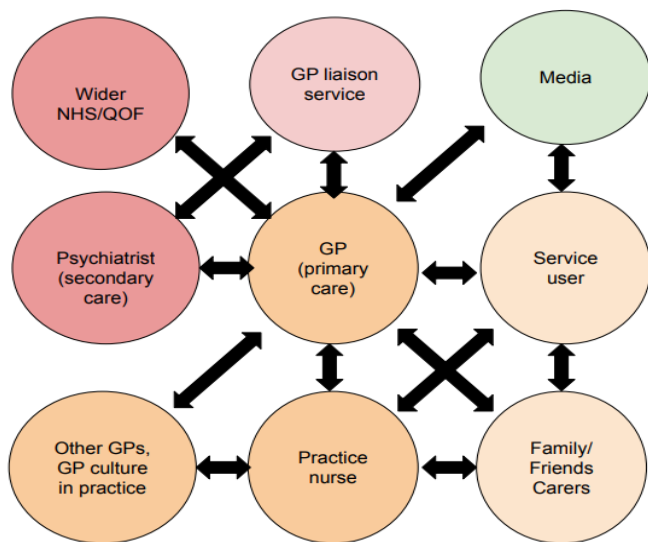 Wider
NHS/QOF
GP liaison
service
Media
Psychiatrist
(secondary
care)
GP
(primary
care)
Service
user
Other GPs,
GP culture
in practice
Practice
nurse
Family/
Friends
Carers